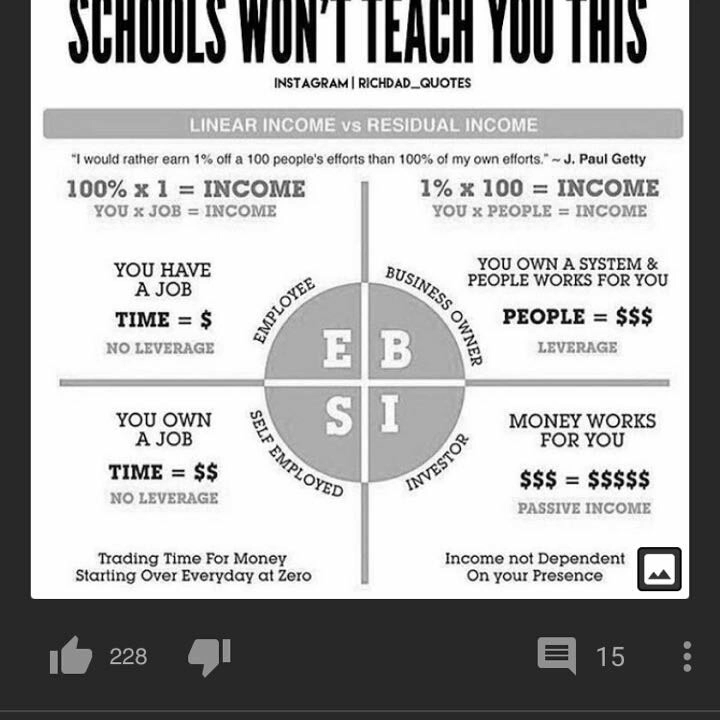 SCHOOLS WON'T TEACH YOU THIS
INSTAGRAM | RICHDAD_QUOTES
LINEAR INCOME vs RESIDUAL INCOME
"I would rather earn 1% off a 100 people's efforts than 100% of my own efforts." ~ J. Paul Getty
100% x 1 = INCOME
YOU x JOB = INCOME
1% x 100 = INCOME
YOU x PEOPLE = INCOME
YOU HAVE
A JOB
TIME = $
NO LEVERAGE
EMPLOYEE
BUSINESS OWNER
YOU OWN A SYSTEM &
PEOPLE WORKS FOR YOU
PEOPLE = $$$
LEVERAGE
E B
S I
YOU OWN
A JOB
TIME = $$
NO LEVERAGE
SELF EMPLOYED
INVESTOR
MONEY WORKS
FOR YOU
$$$ = $$$$$
PASSIVE INCOME
Trading Time For Money
Starting Over Everyday at Zero
Income not Dependent
On your Presence
228
15